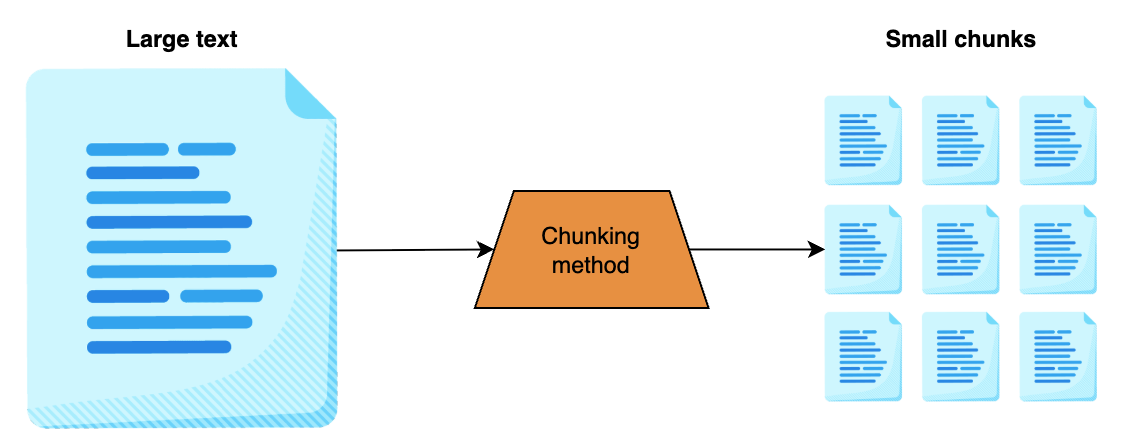 Large text
Small chunks
Chunking
method